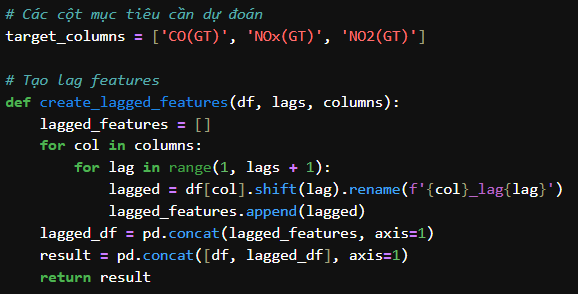 # Các cột mục tiêu cần dự đoán
target_columns = ['CO(GT)', 'NOx(GT)', 'NO2(GT)']

# Tạo lag features
def create_lagged_features(df, lags, columns):
    lagged_features = []
    for col in columns:
        for lag in range(1, lags + 1):
            lagged = df[col].shift(lag).rename(f'{col}_lag{lag}')
            lagged_features.append(lagged)
    lagged_df = pd.concat(lagged_features, axis=1)
    result = pd.concat([df, lagged_df], axis=1)
    return result